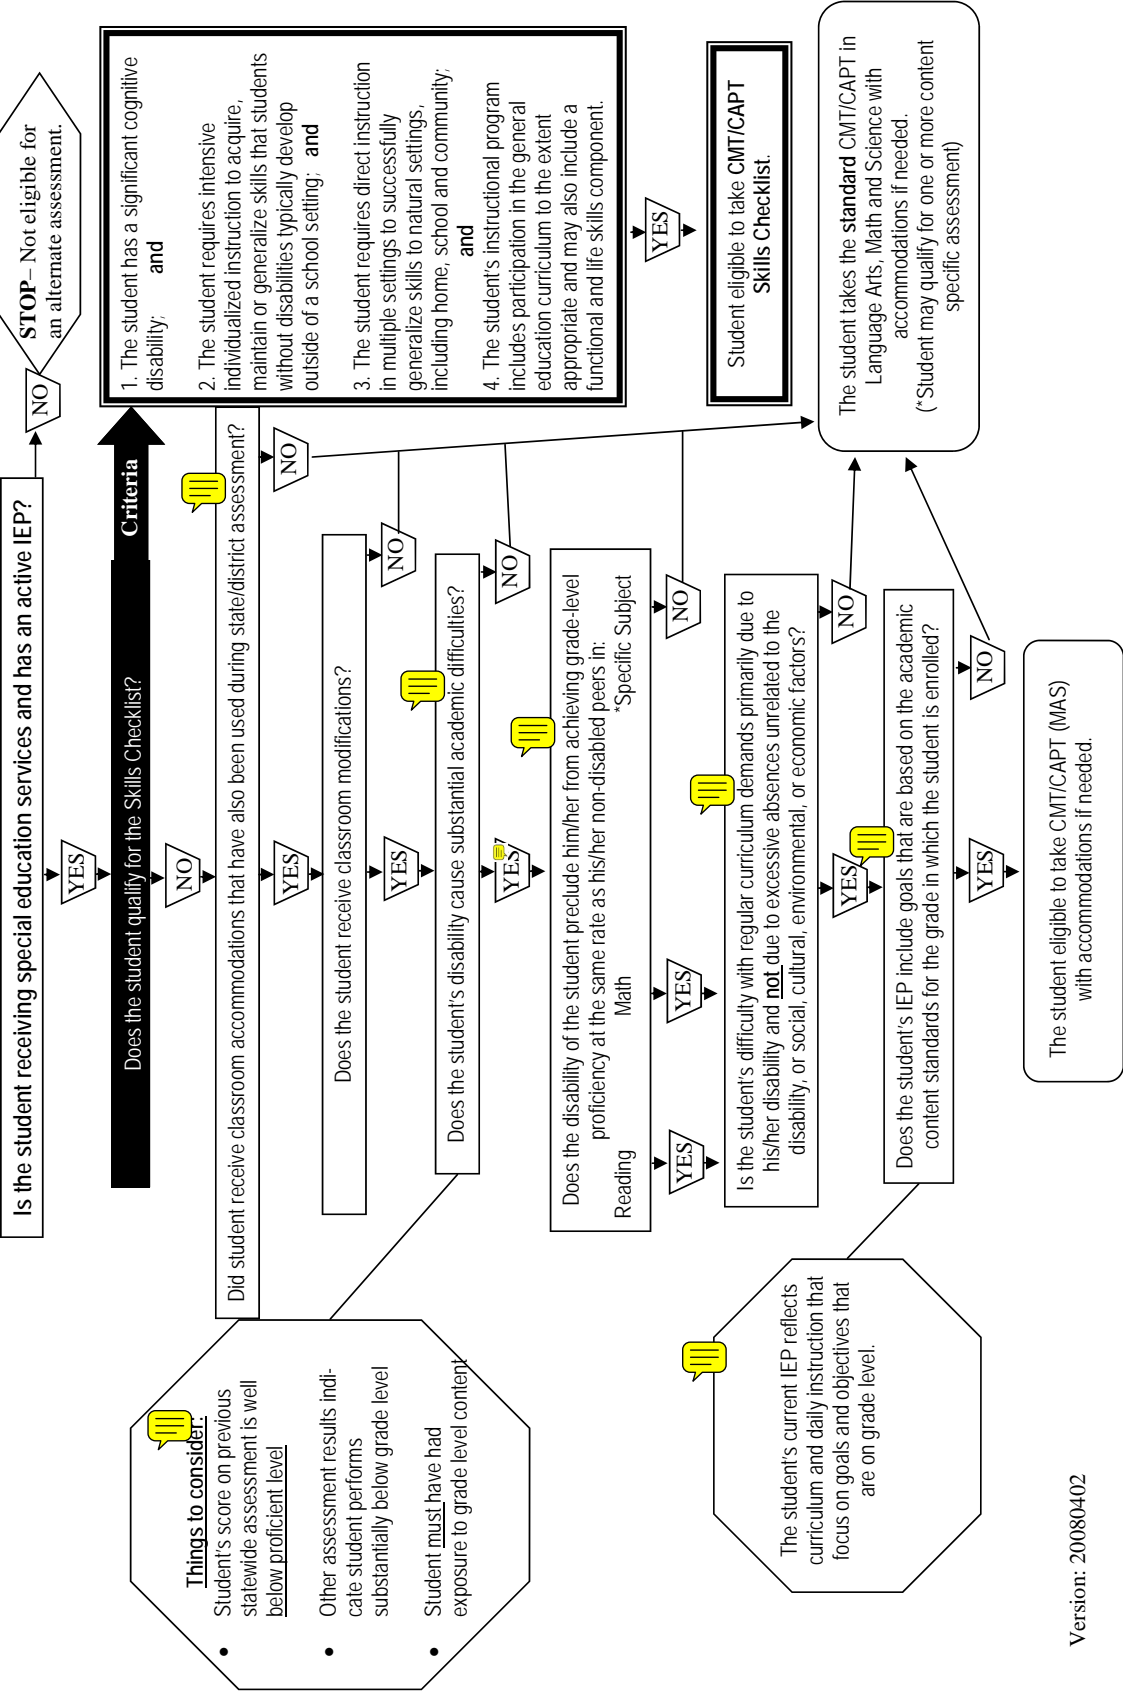 Is the student receiving special education services and has an active IEP?
NO
STOP – Not eligible for
an alternate assessment.
YES
Does the student qualify for the Skills Checklist?
Criteria
1. The student has a significant cognitive
disability; and
2. The student requires intensive
individualized instruction to acquire,
maintain or generalize skills that students
without disabilities typically develop
outside of a school setting; and
3. The student requires direct instruction
in multiple settings to successfully
generalize skills to natural settings,
including home, school and community;
and
4. The student's instructional program
includes participation in the general
education curriculum to the extent
appropriate and may also include a
functional and life skills component.
YES
Student eligible to take CMT/CAPT
Skills Checklist.
NO
Did student receive classroom accommodations that have also been used during state/district assessment?
NO
YES
Does the student receive classroom modifications?
NO
YES
Does the student's disability cause substantial academic difficulties?
NO
YES
Things to consider:
• Student's score on previous
statewide assessment is well
below proficient level
• Other assessment results indi-
cate student performs
substantially below grade level
• Student must have had
exposure to grade level content
Does the disability of the student preclude him/her from achieving grade-level
proficiency at the same rate as his/her non-disabled peers in:
Reading Math *Specific Subject
YES
YES
NO
Is the student's difficulty with regular curriculum demands primarily due to
his/her disability and not due to excessive absences unrelated to the
disability, or social, cultural, environmental, or economic factors?
NO
YES
Does the student's IEP include goals that are based on the academic
content standards for the grade in which the student is enrolled?
NO
YES
The student's current IEP reflects
curriculum and daily instruction that
focus on goals and objectives that
are on grade level.
The student takes the standard CMT/CAPT in
Language Arts, Math and Science with
accommodations if needed.
(*Student may qualify for one or more content
specific assessment)
The student eligible to take CMT/CAPT (MAS)
with accommodations if needed.
Version: 20080402